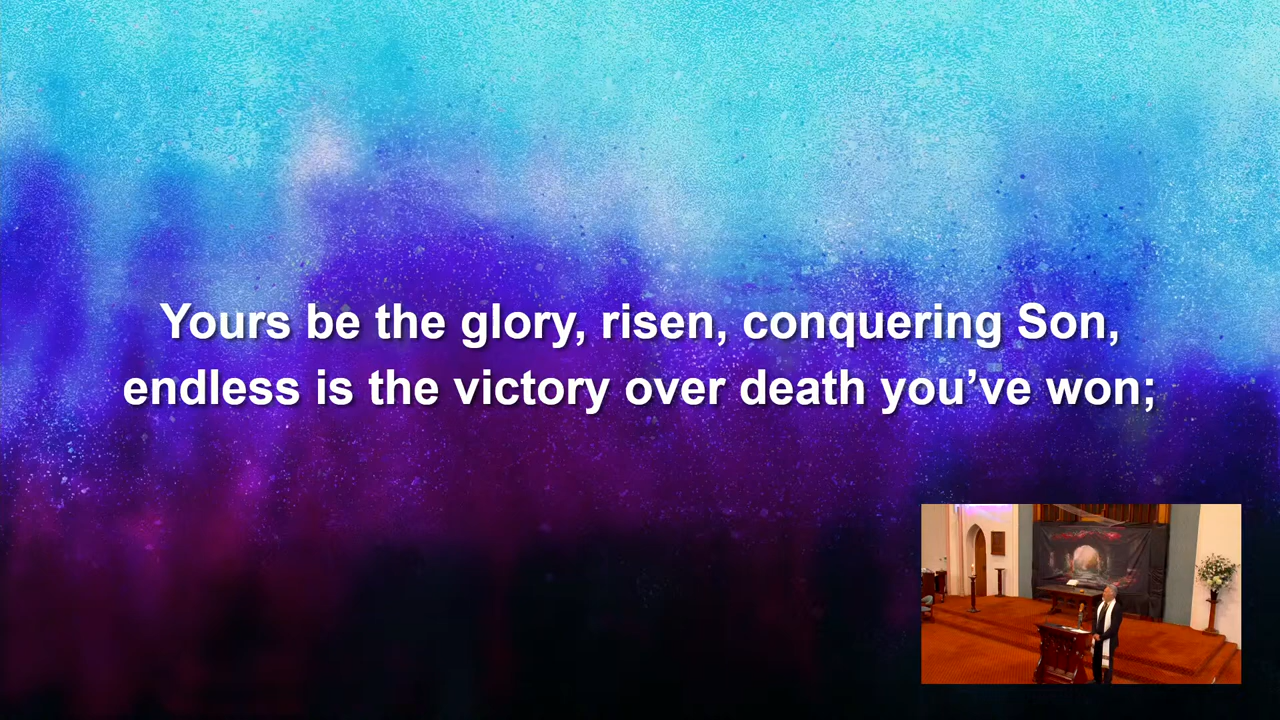 Yours be the glory, risen, conquering Son,
endless is the victory over death you’ve won;